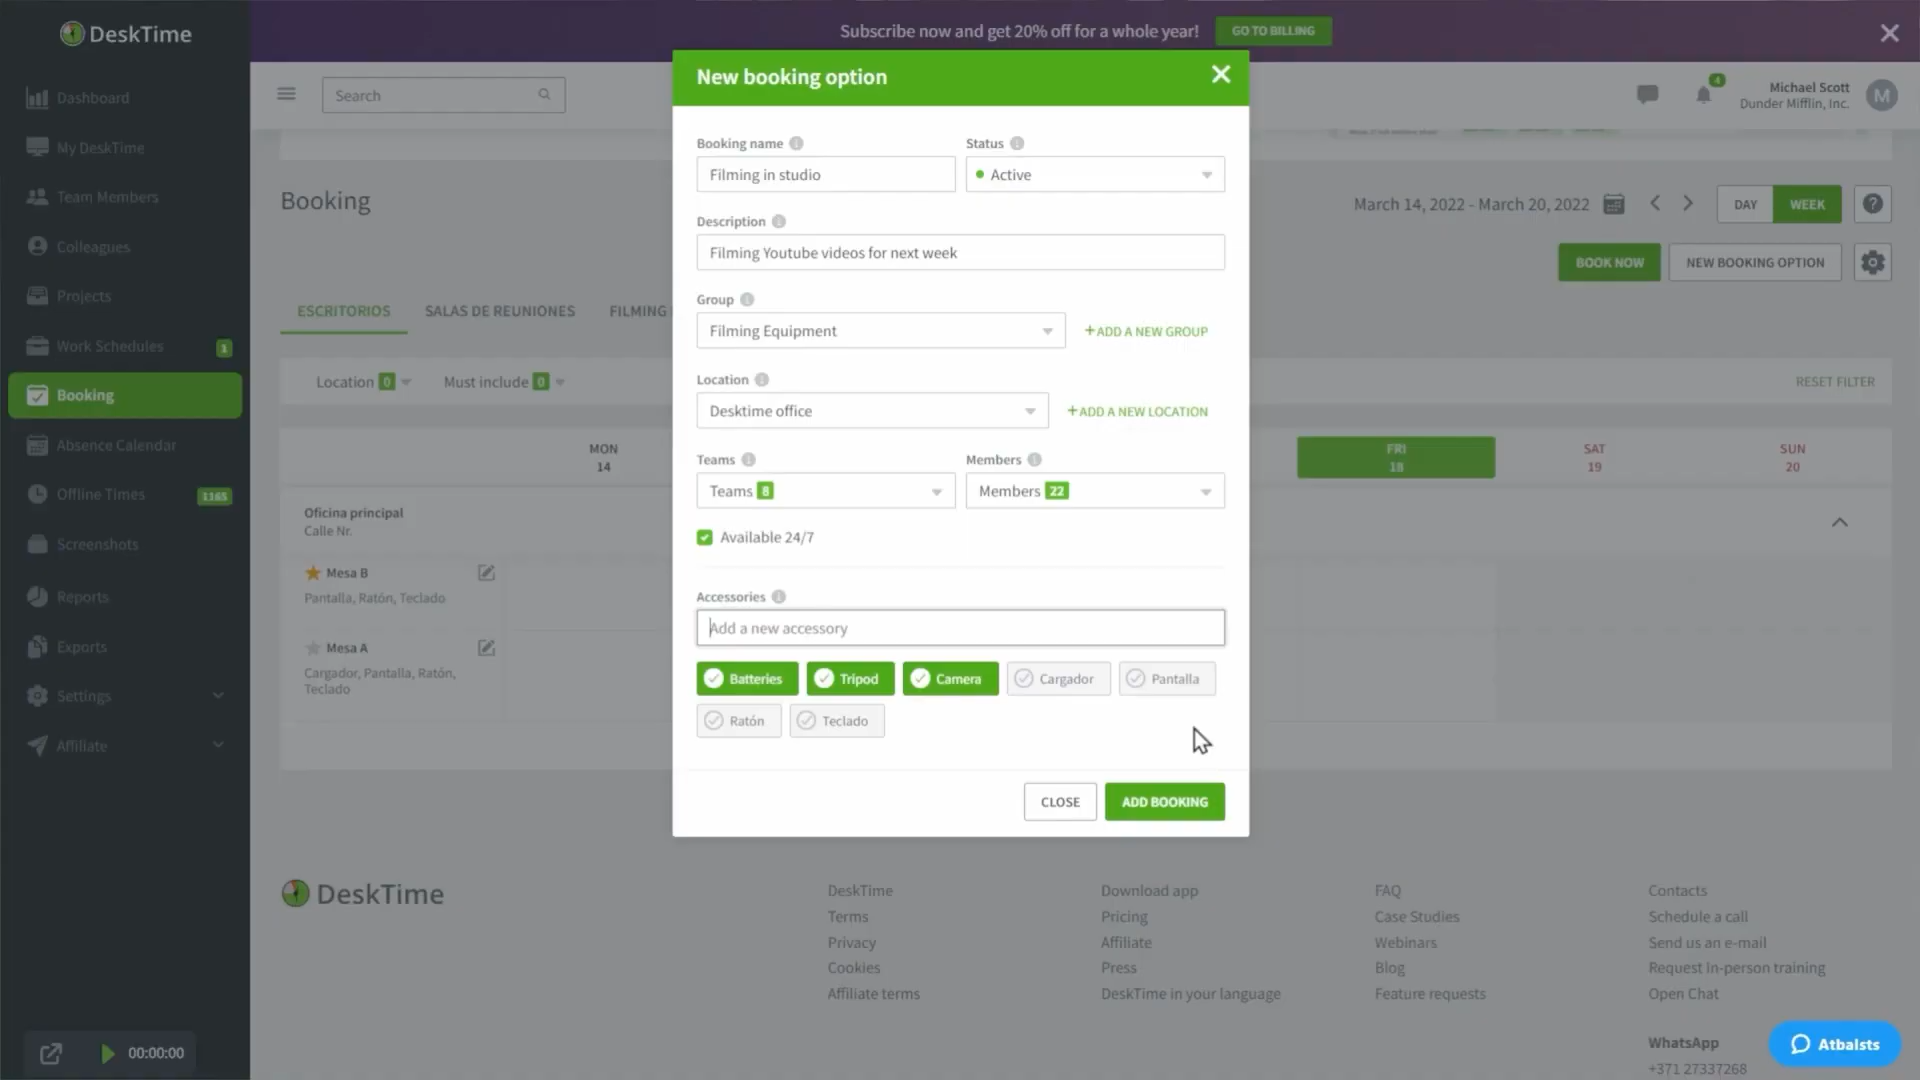 DeskTime
Subscribe now and get 20% off for a whole year!
GO TO BILLING
Search
4
Michael Scott
Dunder Mifflin, Inc.
M
Dashboard
My DeskTime
Team Members
Colleagues
Projects
Work Schedules
1
Booking
Absence Calendar
Offline Times
1165
Screenshots
Reports
Exports
Settings
Affiliate
00:00:00
Booking
March 14, 2022 - March 20, 2022
DAY
WEEK
?
BOOK NOW
NEW BOOKING OPTION
ESCRITORIOS
SALAS DE REUNIONES
FILMING
Location 0
Must include 0
RESET FILTER
MON
14
FRI
18
SAT
19
SUN
20
Oficina principal
Calle Nr.
Mesa B
Pantalla, Ratón, Teclado
Mesa A
Cargador, Pantalla, Ratón,
Teclado
New booking option
Booking name
Filming in studio
Status
Active
Description
Filming Youtube videos for next week
Group
Filming Equipment
+ADD A NEW GROUP
Location
Desktime office
+ADD A NEW LOCATION
Teams
Teams 8
Members
Members 22
Available 24/7
Accessories
Add a new accessory
Batteries
Tripod
Camera
Cargador
Pantalla
Ratón
Teclado
CLOSE
ADD BOOKING
DeskTime
DeskTime
Terms
Privacy
Cookies
Affiliate terms
Download app
Pricing
Affiliate
Press
DeskTime in your language
FAQ
Case Studies
Webinars
Blog
Feature requests
Contacts
Schedule a call
Send us an e-mail
Request In-person training
Open Chat
WhatsApp
+371 27337268
Atbalsts